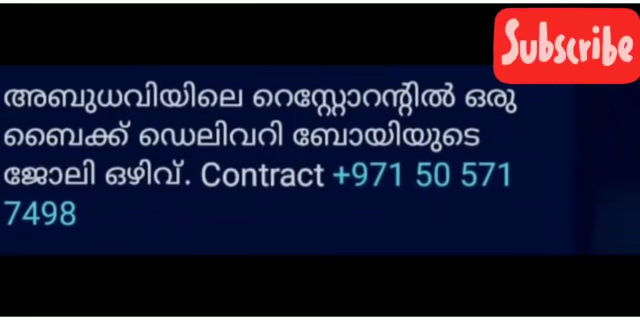 Subscribe
അബുധവിയിലെ റെസ്റ്റോറന്റിൽ ഒരു
ബൈക്ക് ഡെലിവറി ബോയിയുടെ
ജോലി ഒഴിവ്. Contract +971 50 571
7498